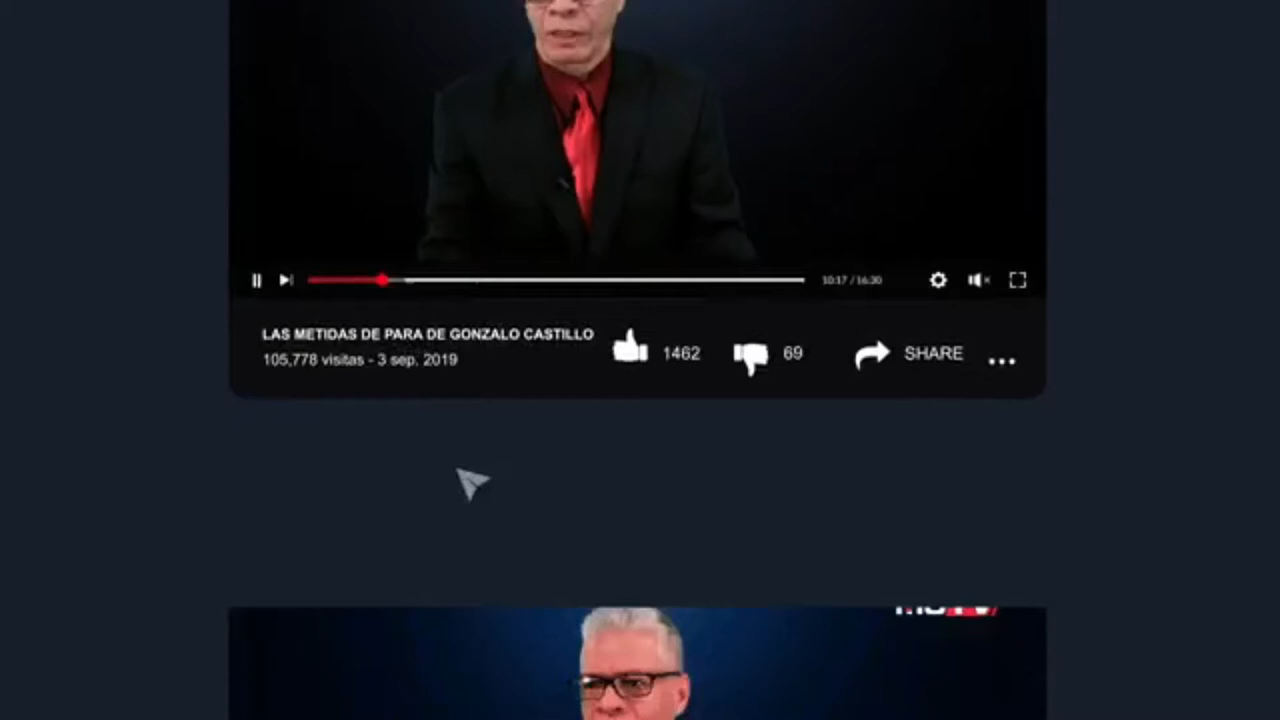 10:17 / 16:30
LAS METIDAS DE PARA DE GONZALO CASTILLO
105,778 visitas - 3 sep. 2019
1462
69
SHARE